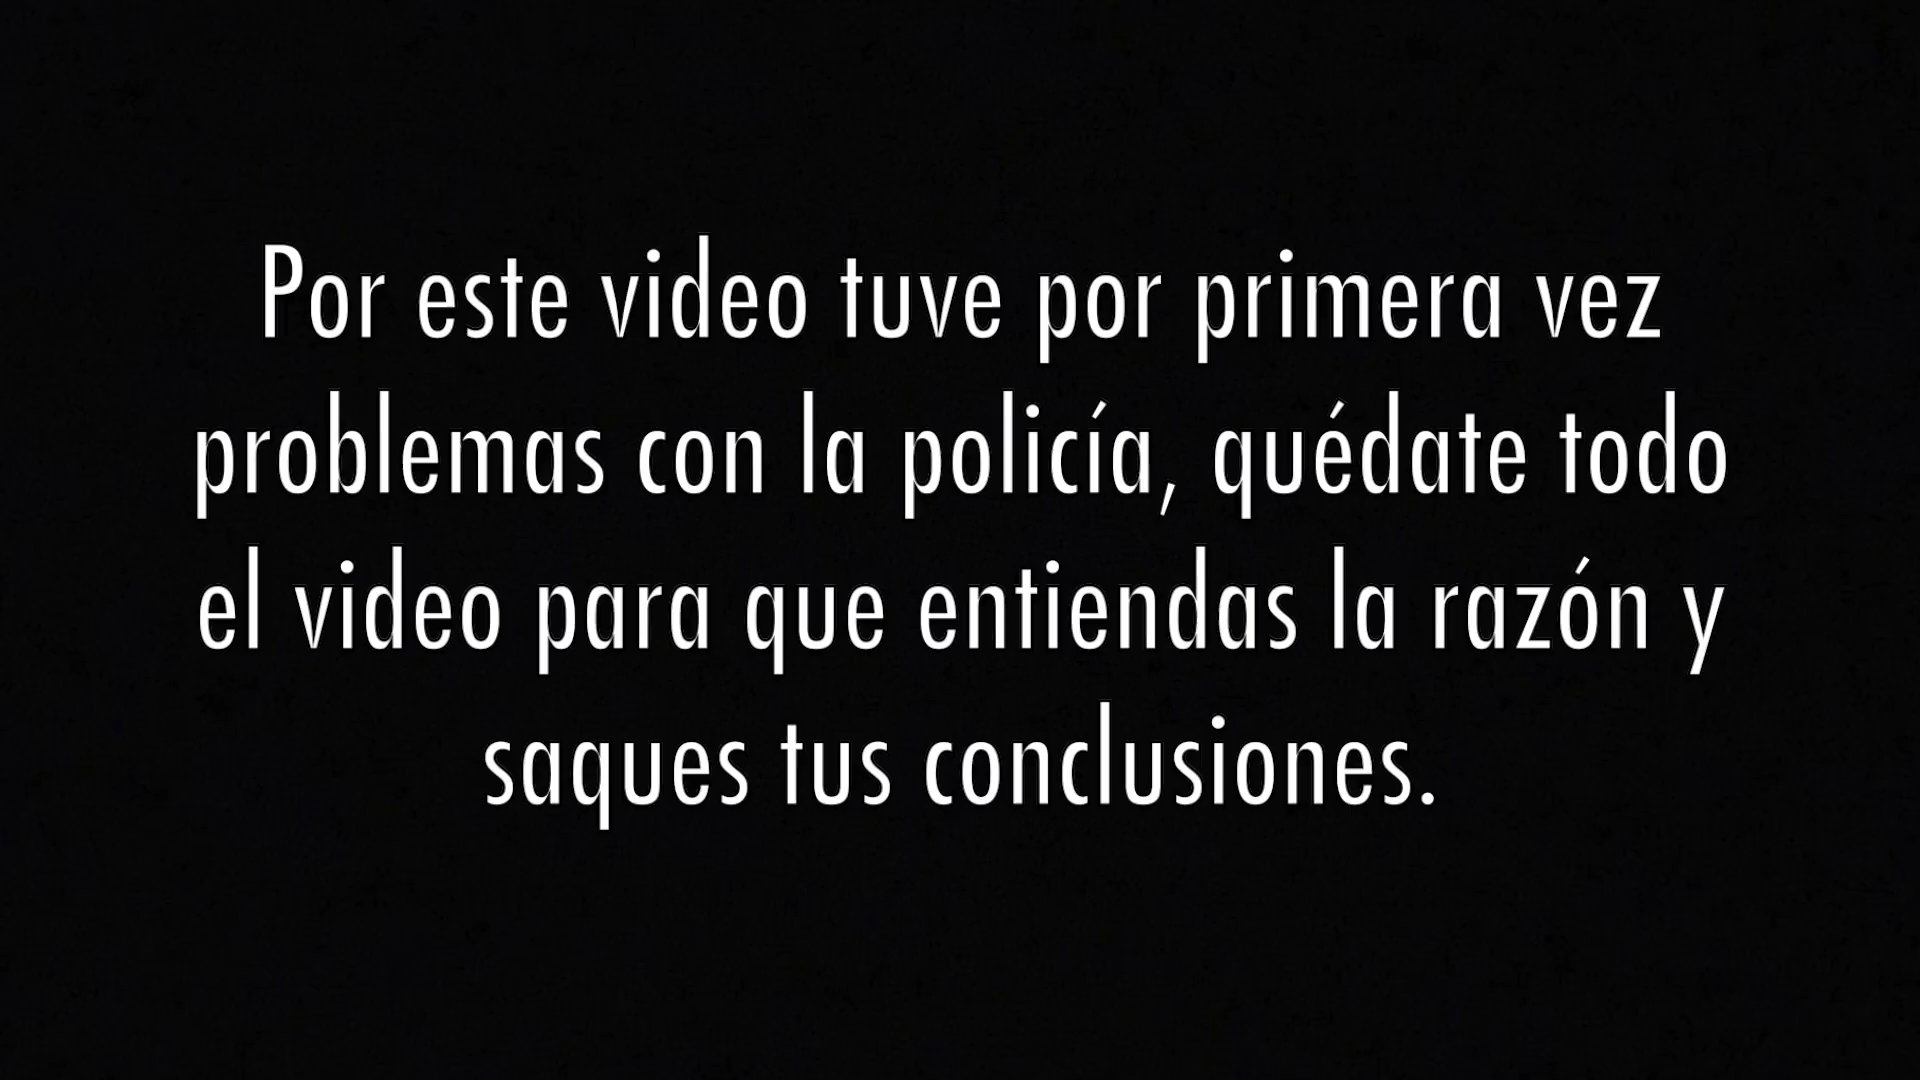 Por este video tuve por primera vez
problemas con la policía, quédate todo
el video para que entiendas la razón y
saques tus conclusiones.